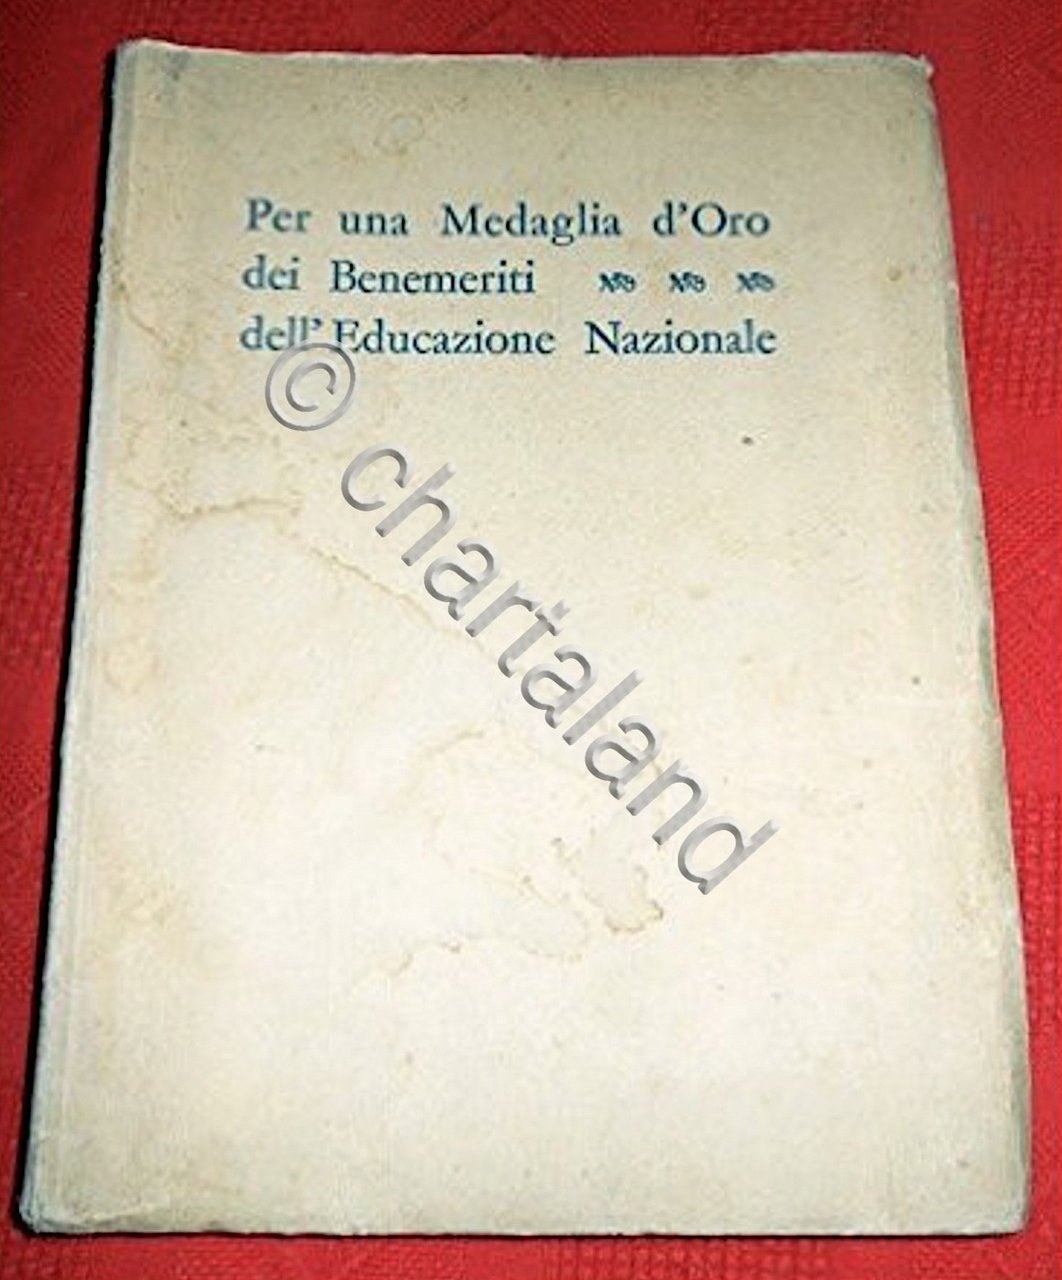 Per una Medaglia d'Oro
dei Benemeriti
dell'Educazione Nazionale
© chartaland